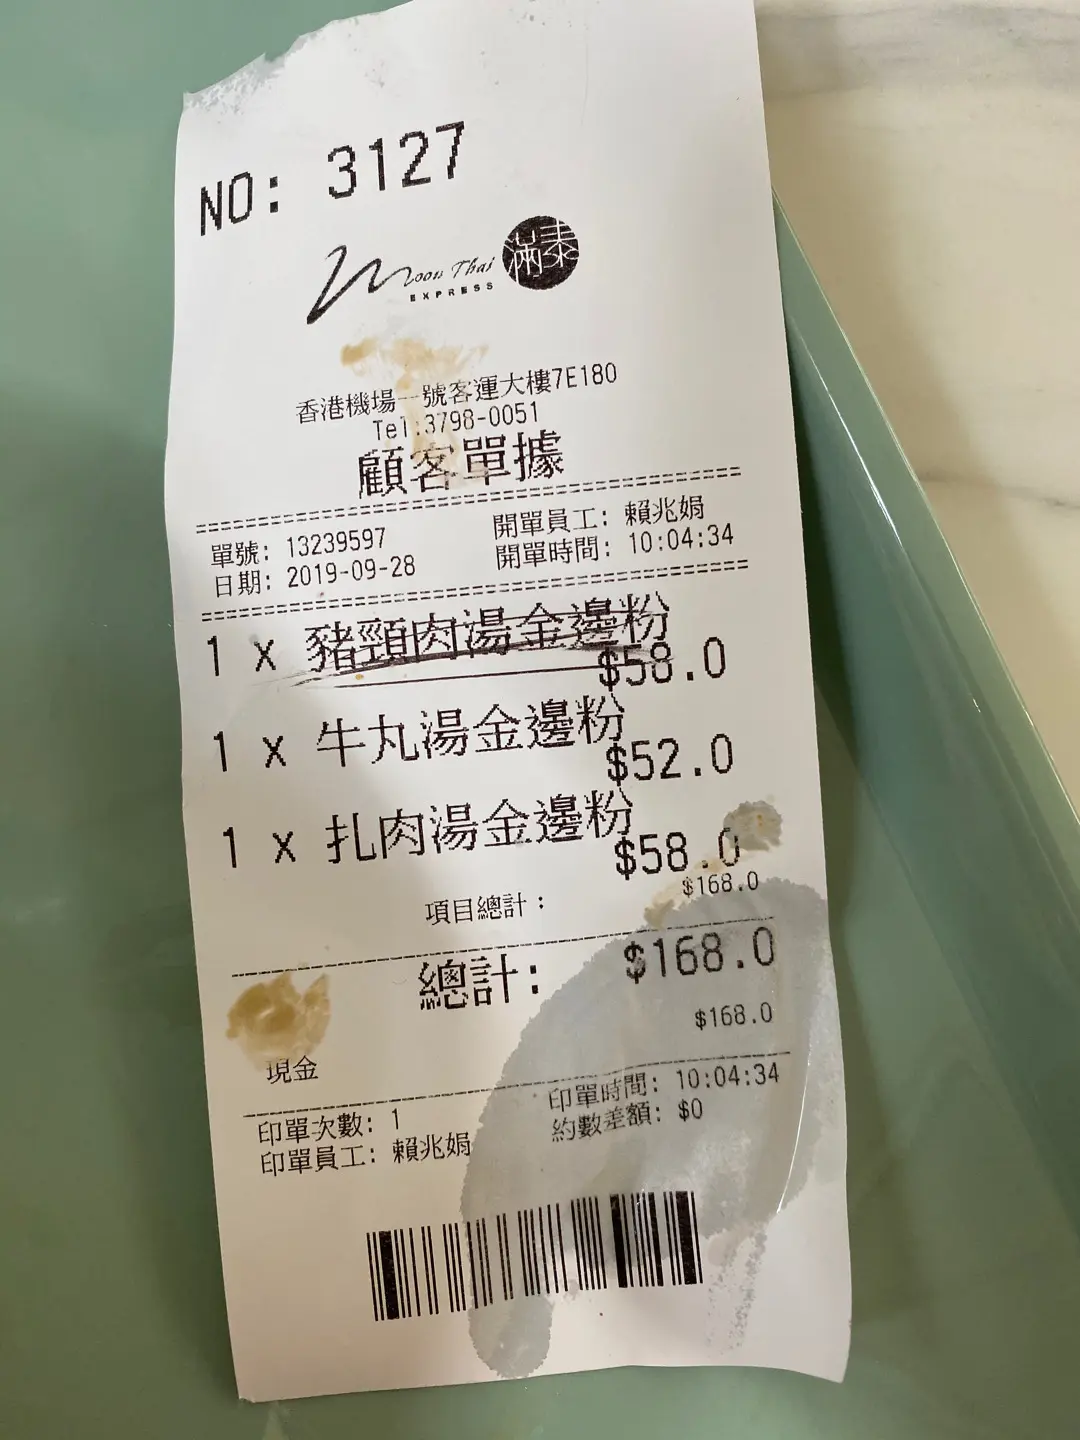 NO: 3127
Moon Thai
EXPRESS
滿泰
香港機場一號客運大樓7E180
Tel:3798-0051
顧客單據
單號: 13239597 開單員工: 賴兆娟
日期: 2019-09-28 開單時間: 10:04:34
1 x 豬頸肉湯金邊粉
$58.0
1 x 牛丸湯金邊粉
$52.0
1 x 扎肉湯金邊粉
$58.0
項目總計: $168.0
總計: $168.0
現金 $168.0
印單次數: 1 印單時間: 10:04:34
印單員工: 賴兆娟 約數差額: $0